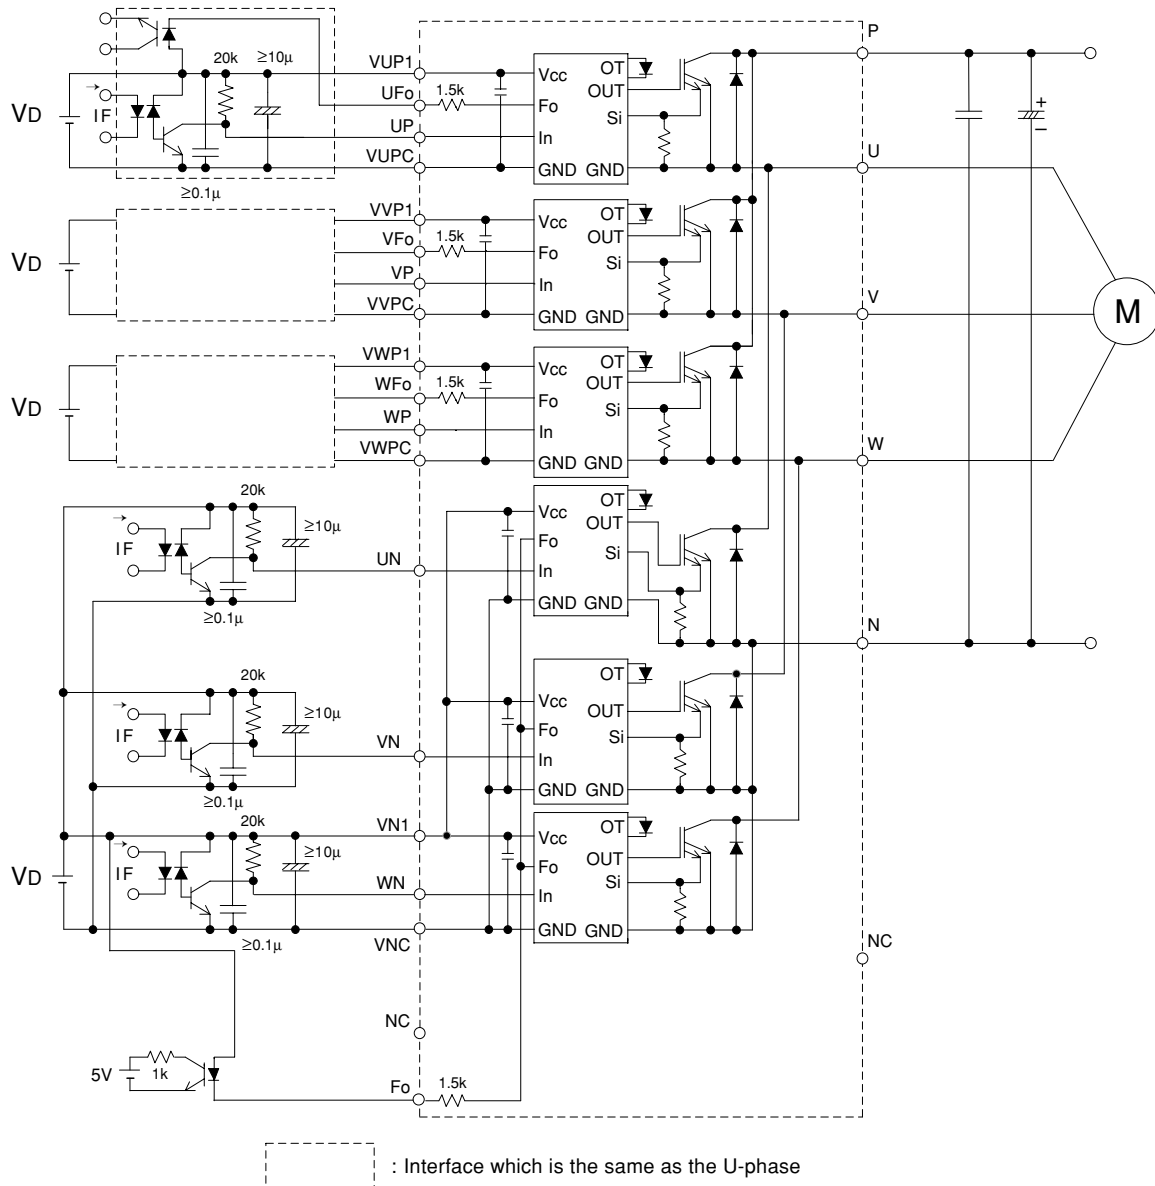 P
20k
≥10µ
VUP1
Vcc
OT
UFo
1.5k
Fo
OUT
VD
IF
UP
In
Si
VUPC
GND
GND
U
≥0.1µ
VVP1
Vcc
OT
VFo
1.5k
Fo
OUT
VD
VP
In
Si
VVPC
GND
GND
V
M
VWP1
Vcc
OT
WFo
1.5k
Fo
OUT
VD
WP
In
Si
VWPC
GND
GND
W
20k
≥10µ
IF
UN
Vcc
OT
Fo
OUT
In
Si
GND
GND
≥0.1µ
N
20k
≥10µ
IF
VN
Vcc
OT
Fo
OUT
In
Si
GND
GND
≥0.1µ
20k
VN1
Vcc
OT
≥10µ
IF
Fo
OUT
VD
WN
In
Si
GND
GND
≥0.1µ
VNC
NC
NC
5V
1k
Fo
1.5k
+
–
: Interface which is the same as the U-phase